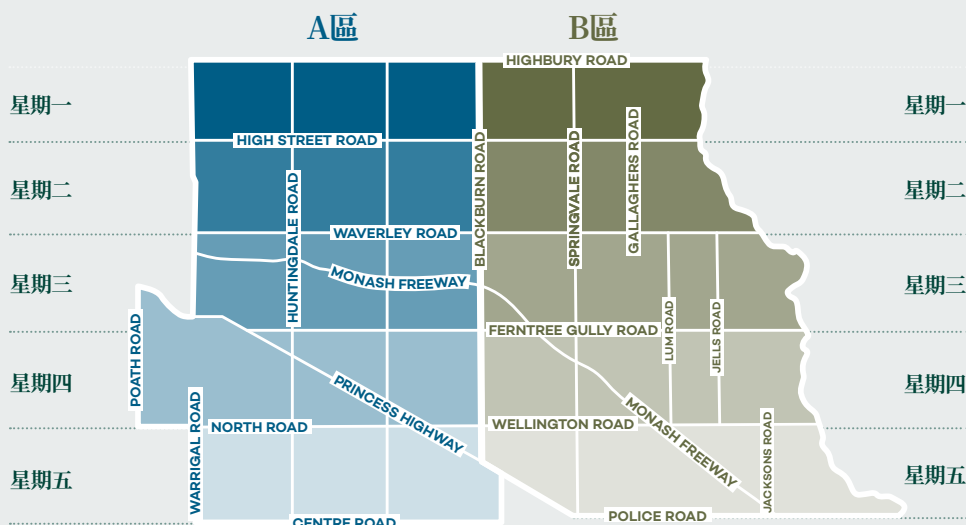 A區
B區
HIGHBURY ROAD
星期一
星期一
HIGH STREET ROAD
BLACKBURN ROAD
SPRINGVALE ROAD
GALLAGHERS ROAD
星期二
星期二
HUNTINGDALE ROAD
WAVERLEY ROAD
星期三
星期三
MONASH FREEWAY
FERNTREE GULLY ROAD
LUM ROAD
JELLS ROAD
POATH ROAD
星期四
星期四
PRINCESS HIGHWAY
WARRIGAL ROAD
NORTH ROAD
WELLINGTON ROAD
MONASH FREEWAY
JACKSONS ROAD
星期五
星期五
CENTRE ROAD
POLICE ROAD